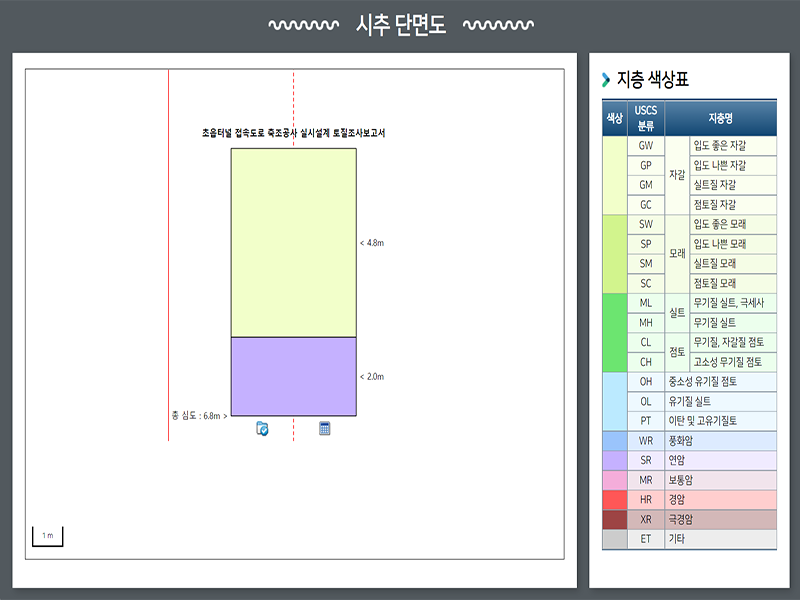 시추 단면도
초읍터널 접속도로 축조공사 실시설계 토질조사보고서
< 4.8m
< 2.0m
총 심도 : 6.8m >
1 m
지층 색상표
색상 USCS 분류 지층명
GW 자갈 입도 좋은 자갈
GP 입도 나쁜 자갈
GM 실트질 자갈
GC 점토질 자갈
SW 모래 입도 좋은 모래
SP 입도 나쁜 모래
SM 실트질 모래
SC 점토질 모래
ML 실트 무기질 실트, 극세사
MH 무기질 실트
CL 점토 무기질, 자갈질 점토
CH 고소성 무기질 점토
OH 중소성 유기질 점토
OL 유기질 실트
PT 이탄 및 고유기질토
WR 풍화암
SR 연암
MR 보통암
HR 경암
XR 극경암
ET 기타